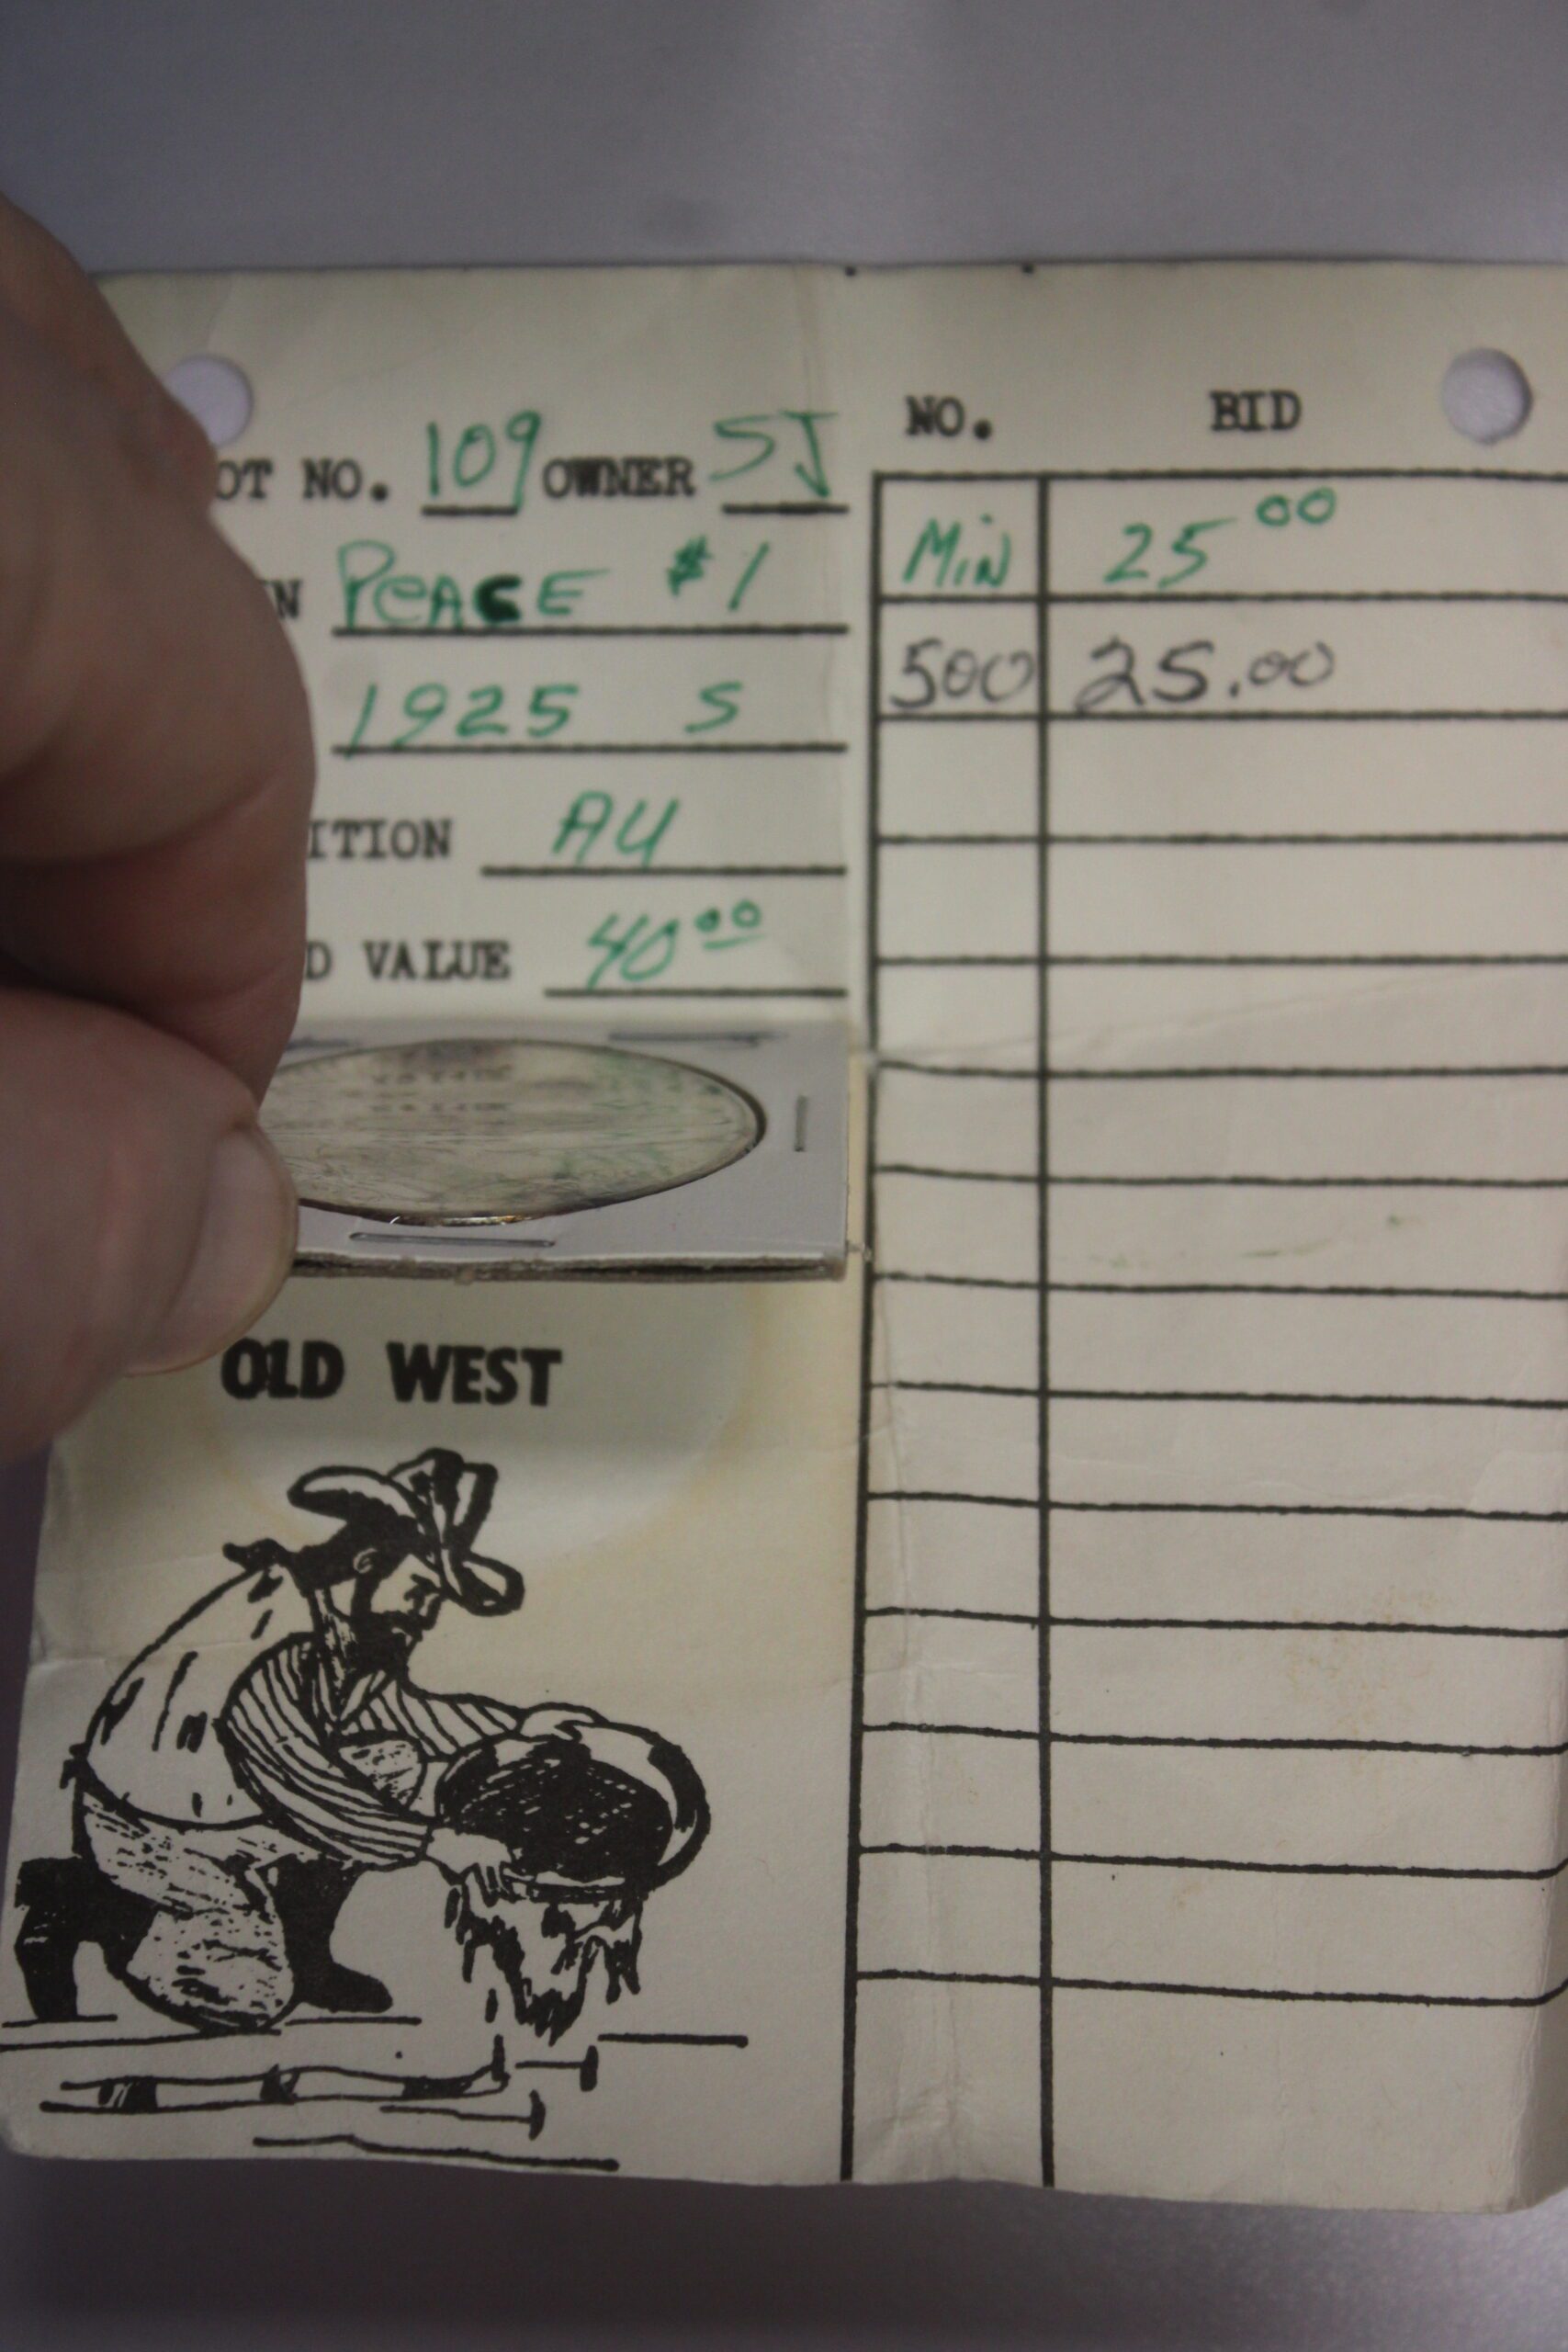 OT NO. 109 OWNER SJ
N PEACE $1
1925 S
ITION AU
D VALUE 40.00
OLD WEST
NO. BID
MIN 25 00
500 25.00